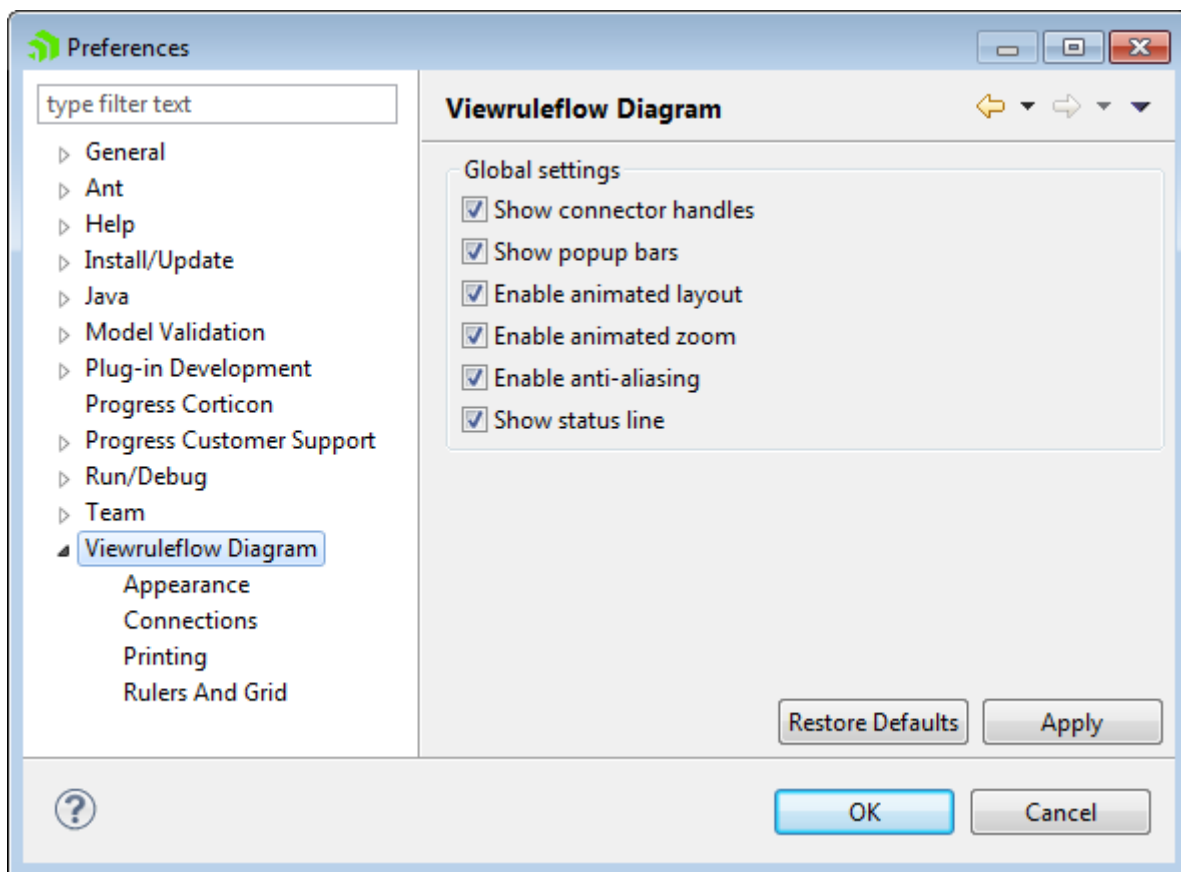 Preferences
type filter text
General
Ant
Help
Install/Update
Java
Model Validation
Plug-in Development
Progress Corticon
Progress Customer Support
Run/Debug
Team
Viewruleflow Diagram
Appearance
Connections
Printing
Rulers And Grid
Viewruleflow Diagram
Global settings
Show connector handles
Show popup bars
Enable animated layout
Enable animated zoom
Enable anti-aliasing
Show status line
Restore Defaults Apply
? OK Cancel